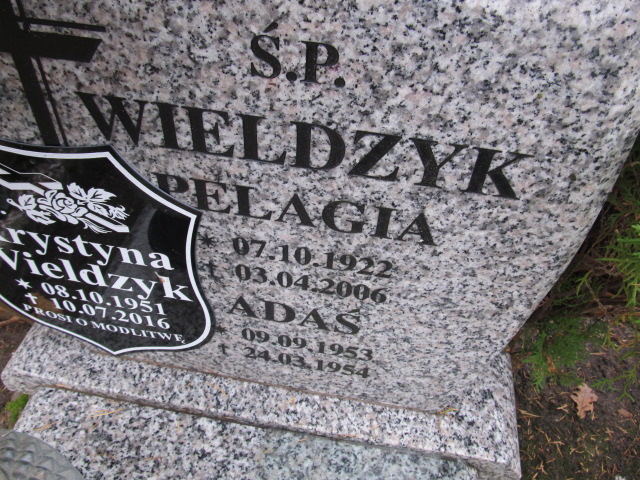 Ś.P.
WIELDZYK
PELAGIA
* 07.10.1922
† 03.04.2006
ADAŚ
* 09.09.1953
† 24.03.1954
Krystyna
Wieldzyk
* 08.10.1951
† 10.07.2016
PROSI O MODLITWĘ